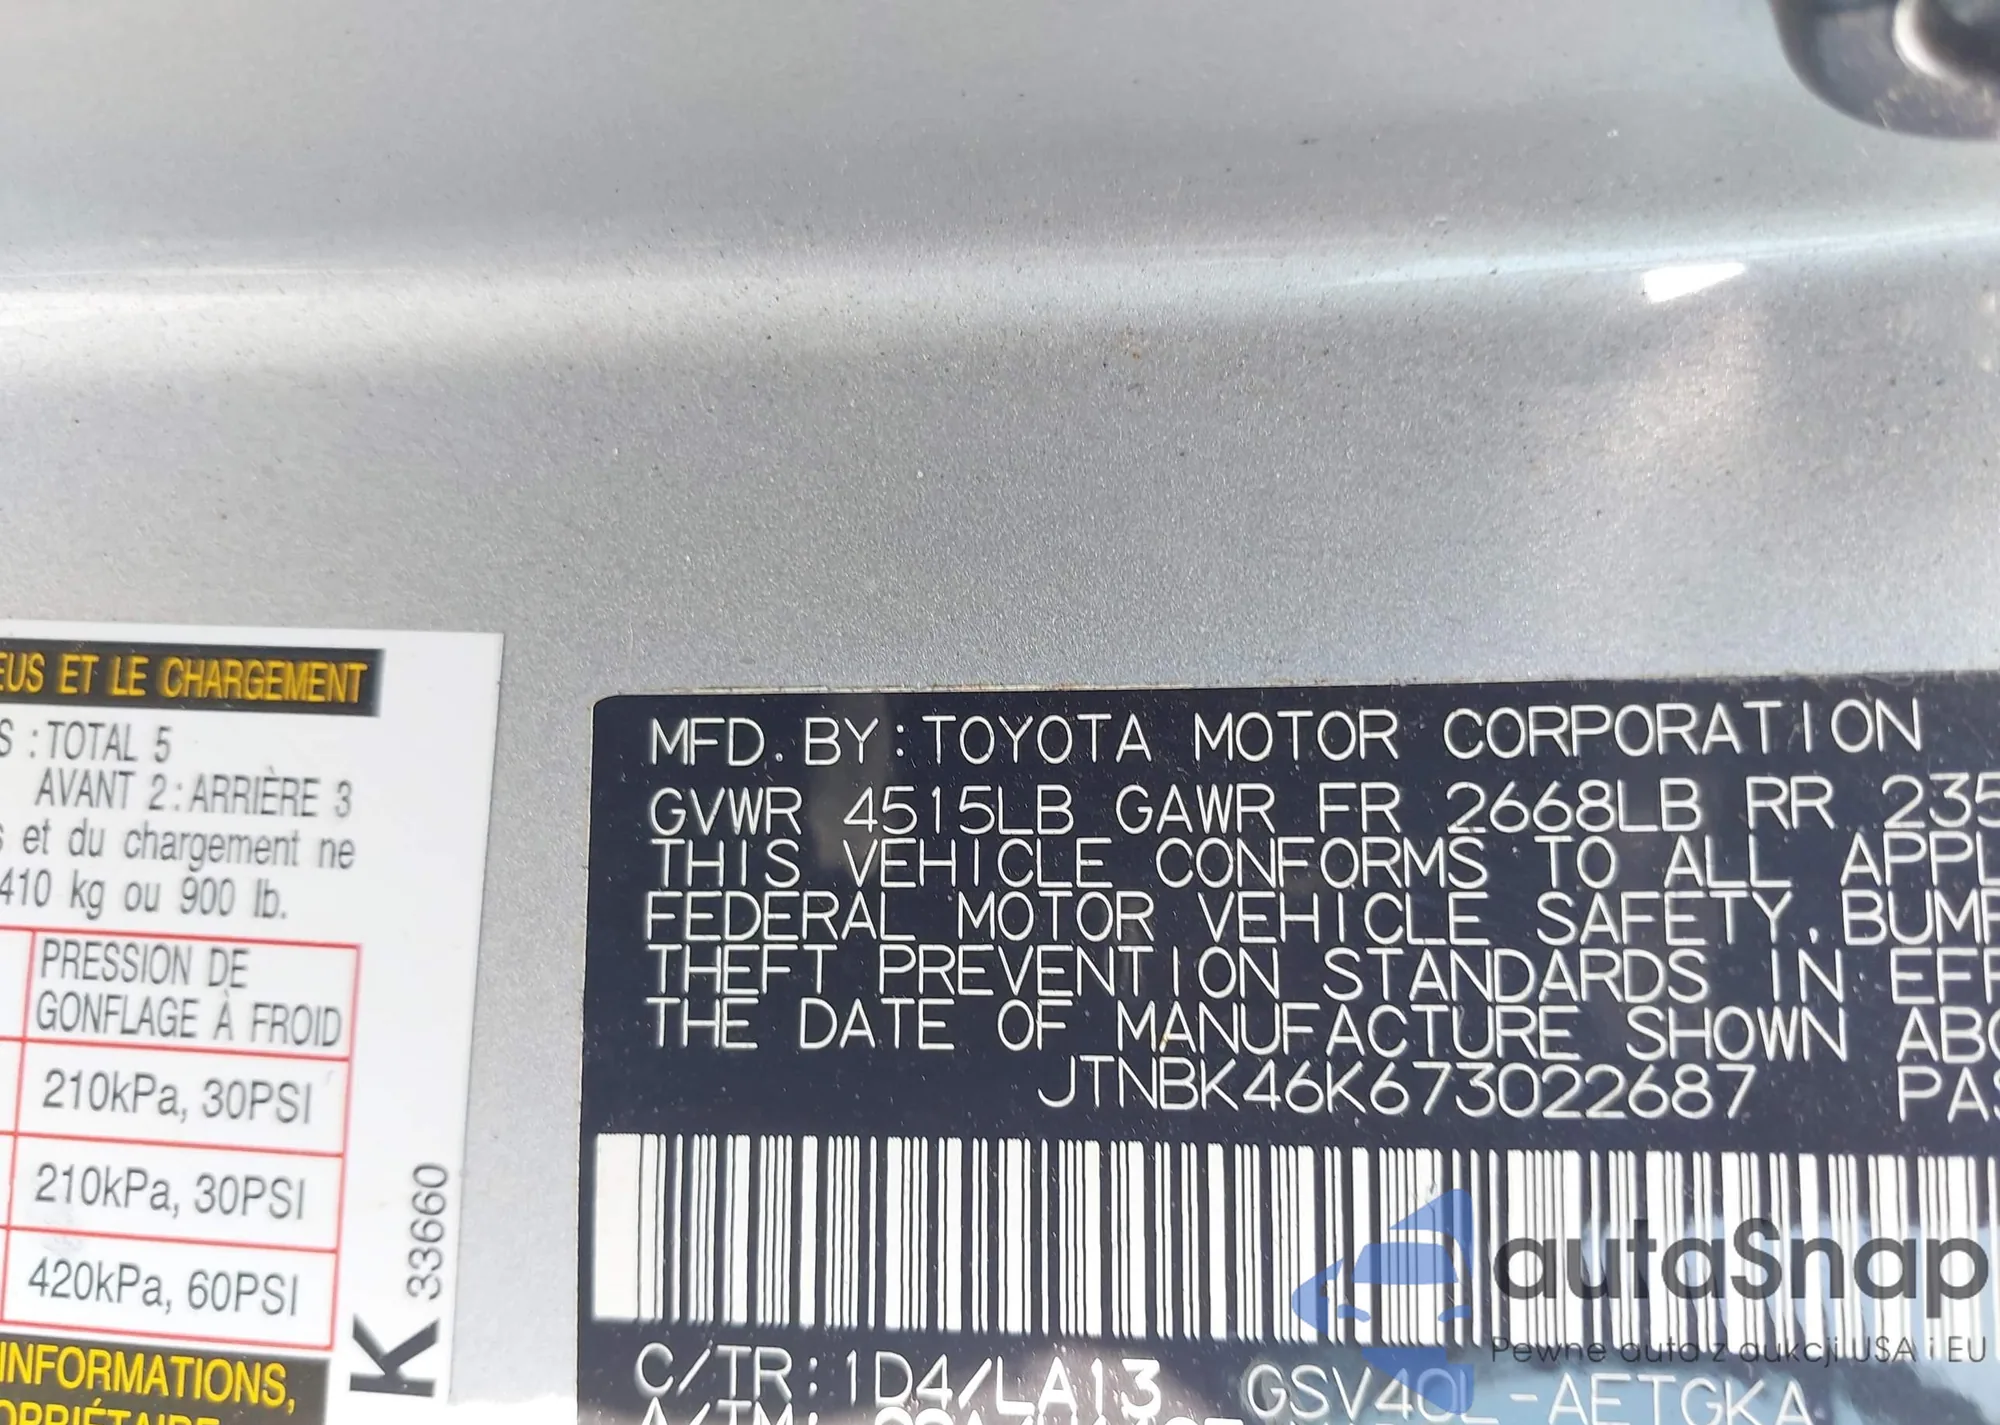 EUS ET LE CHARGEMENT
S : TOTAL 5
AVANT 2 : ARRIÈRE 3
s et du chargement ne
410 kg ou 900 lb.
PRESSION DE
GONFLAGE À FROID
210kPa, 30PSI
210kPa, 30PSI
420kPa, 60PSI
INFORMATIONS,
OPRIÉTAIRE
K 33660
MFD. BY : TOYOTA MOTOR CORPORATION
GVWR 4515LB GAWR FR 2668LB RR 235
THIS VEHICLE CONFORMS TO ALL APPL
FEDERAL MOTOR VEHICLE SAFETY, BUMP
THEFT PREVENTION STANDARDS IN EFF
THE DATE OF MANUFACTURE SHOWN ABO
JTNBK46K673022687 PAS
C/TR: 1D4/LA13 GSV40L-AETGKA
autaSnap
Pewne auta z aukcji USA i EU